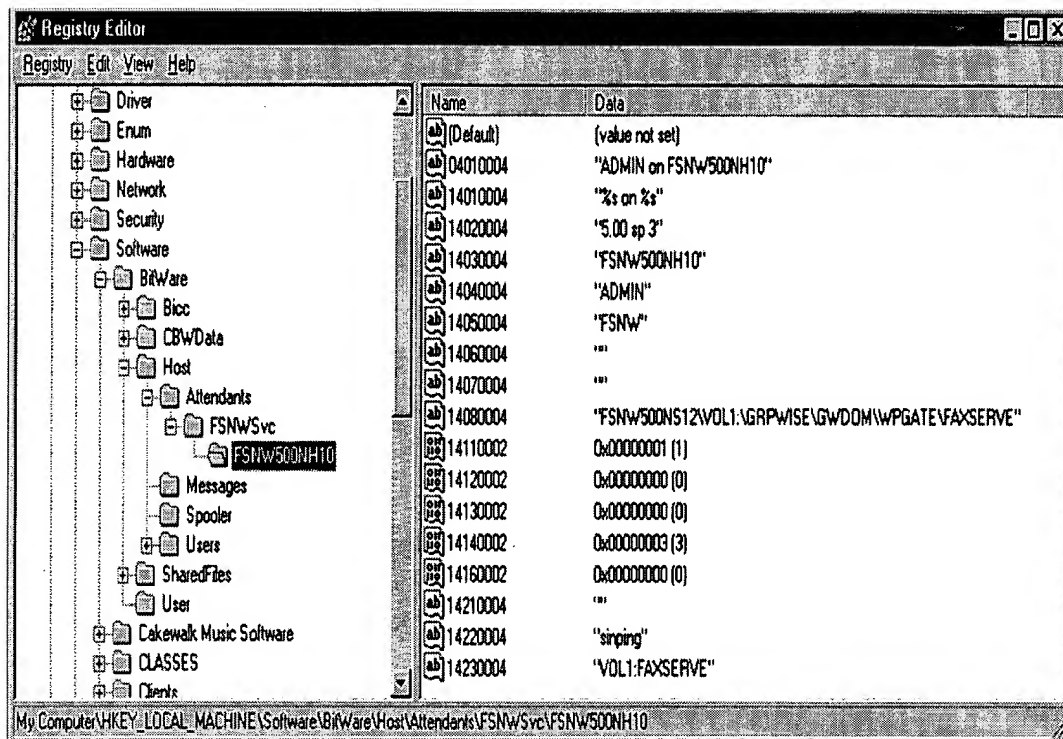 Registry Editor
Registry Edit View Help
Driver
Enum
Hardware
Network
Security
Software
BitWare
Bicc
CBWData
Host
Attendants
FSNWSvc
FSNW500NH10
Messages
Spooler
Users
SharedFiles
User
Cakewalk Music Software
CLASSES
Clients
Name Data
(Default) (value not set)
04010004 "ADMIN on FSNW500NH10"
14010004 "%s on %s"
14020004 "5.00 sp 3"
14030004 "FSNW500NH10"
14040004 "ADMIN"
14050004 "FSNW"
14060004 ""
14070004 ""
14080004 "FSNW500NS12\VOL1:\GRPWISE\GWDOM\WPGATE\FAXSERVE"
14110002 0x00000001 (1)
14120002 0x00000000 (0)
14130002 0x00000000 (0)
14140002 0x00000003 (3)
14160002 0x00000000 (0)
14210004 ""
14220004 "sinping"
14230004 "VOL1:FAXSERVE"
My Computer\HKEY_LOCAL_MACHINE\Software\BitWare\Host\Attendants\FSNWSvc\FSNW500NH10